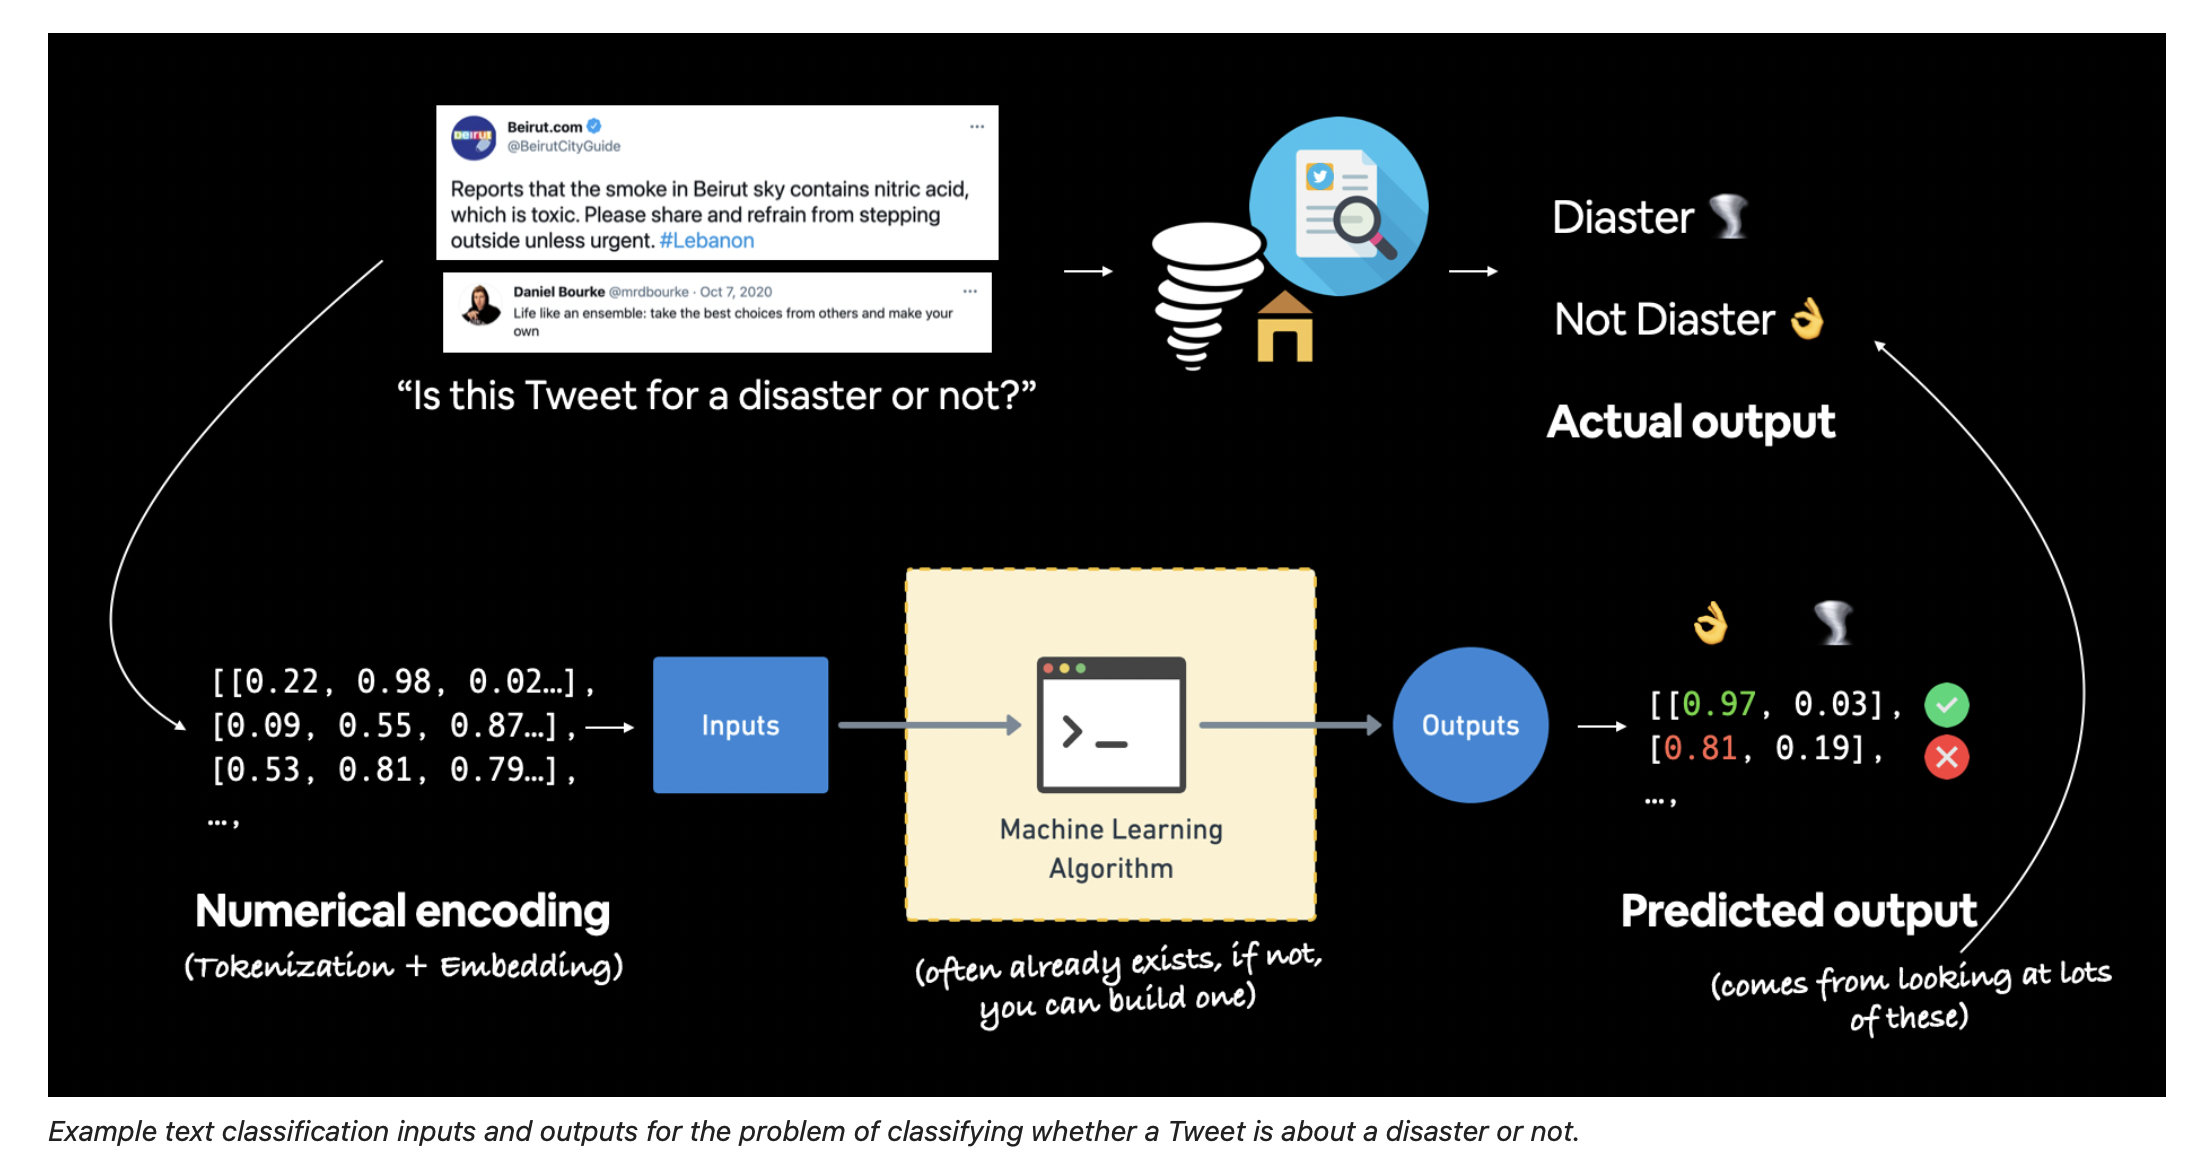 BEIRUT
Beirut.com
@BeirutCityGuide
Reports that the smoke in Beirut sky contains nitric acid,
which is toxic. Please share and refrain from stepping
outside unless urgent. #Lebanon
Daniel Bourke @mrdbourke · Oct 7, 2020
Life like an ensemble: take the best choices from others and make your
own
“Is this Tweet for a disaster or not?”
Diaster
Not Diaster
Actual output
[[0.22, 0.98, 0.02…],
[0.09, 0.55, 0.87…],
[0.53, 0.81, 0.79…],
…,
Numerical encoding
(Tokenization + Embedding)
Inputs
Machine Learning
Algorithm
(often already exists, if not,
you can build one)
Outputs
[[0.97, 0.03],
[0.81, 0.19],
…,
Predicted output
(comes from looking at lots
of these)
Example text classification inputs and outputs for the problem of classifying whether a Tweet is about a disaster or not.